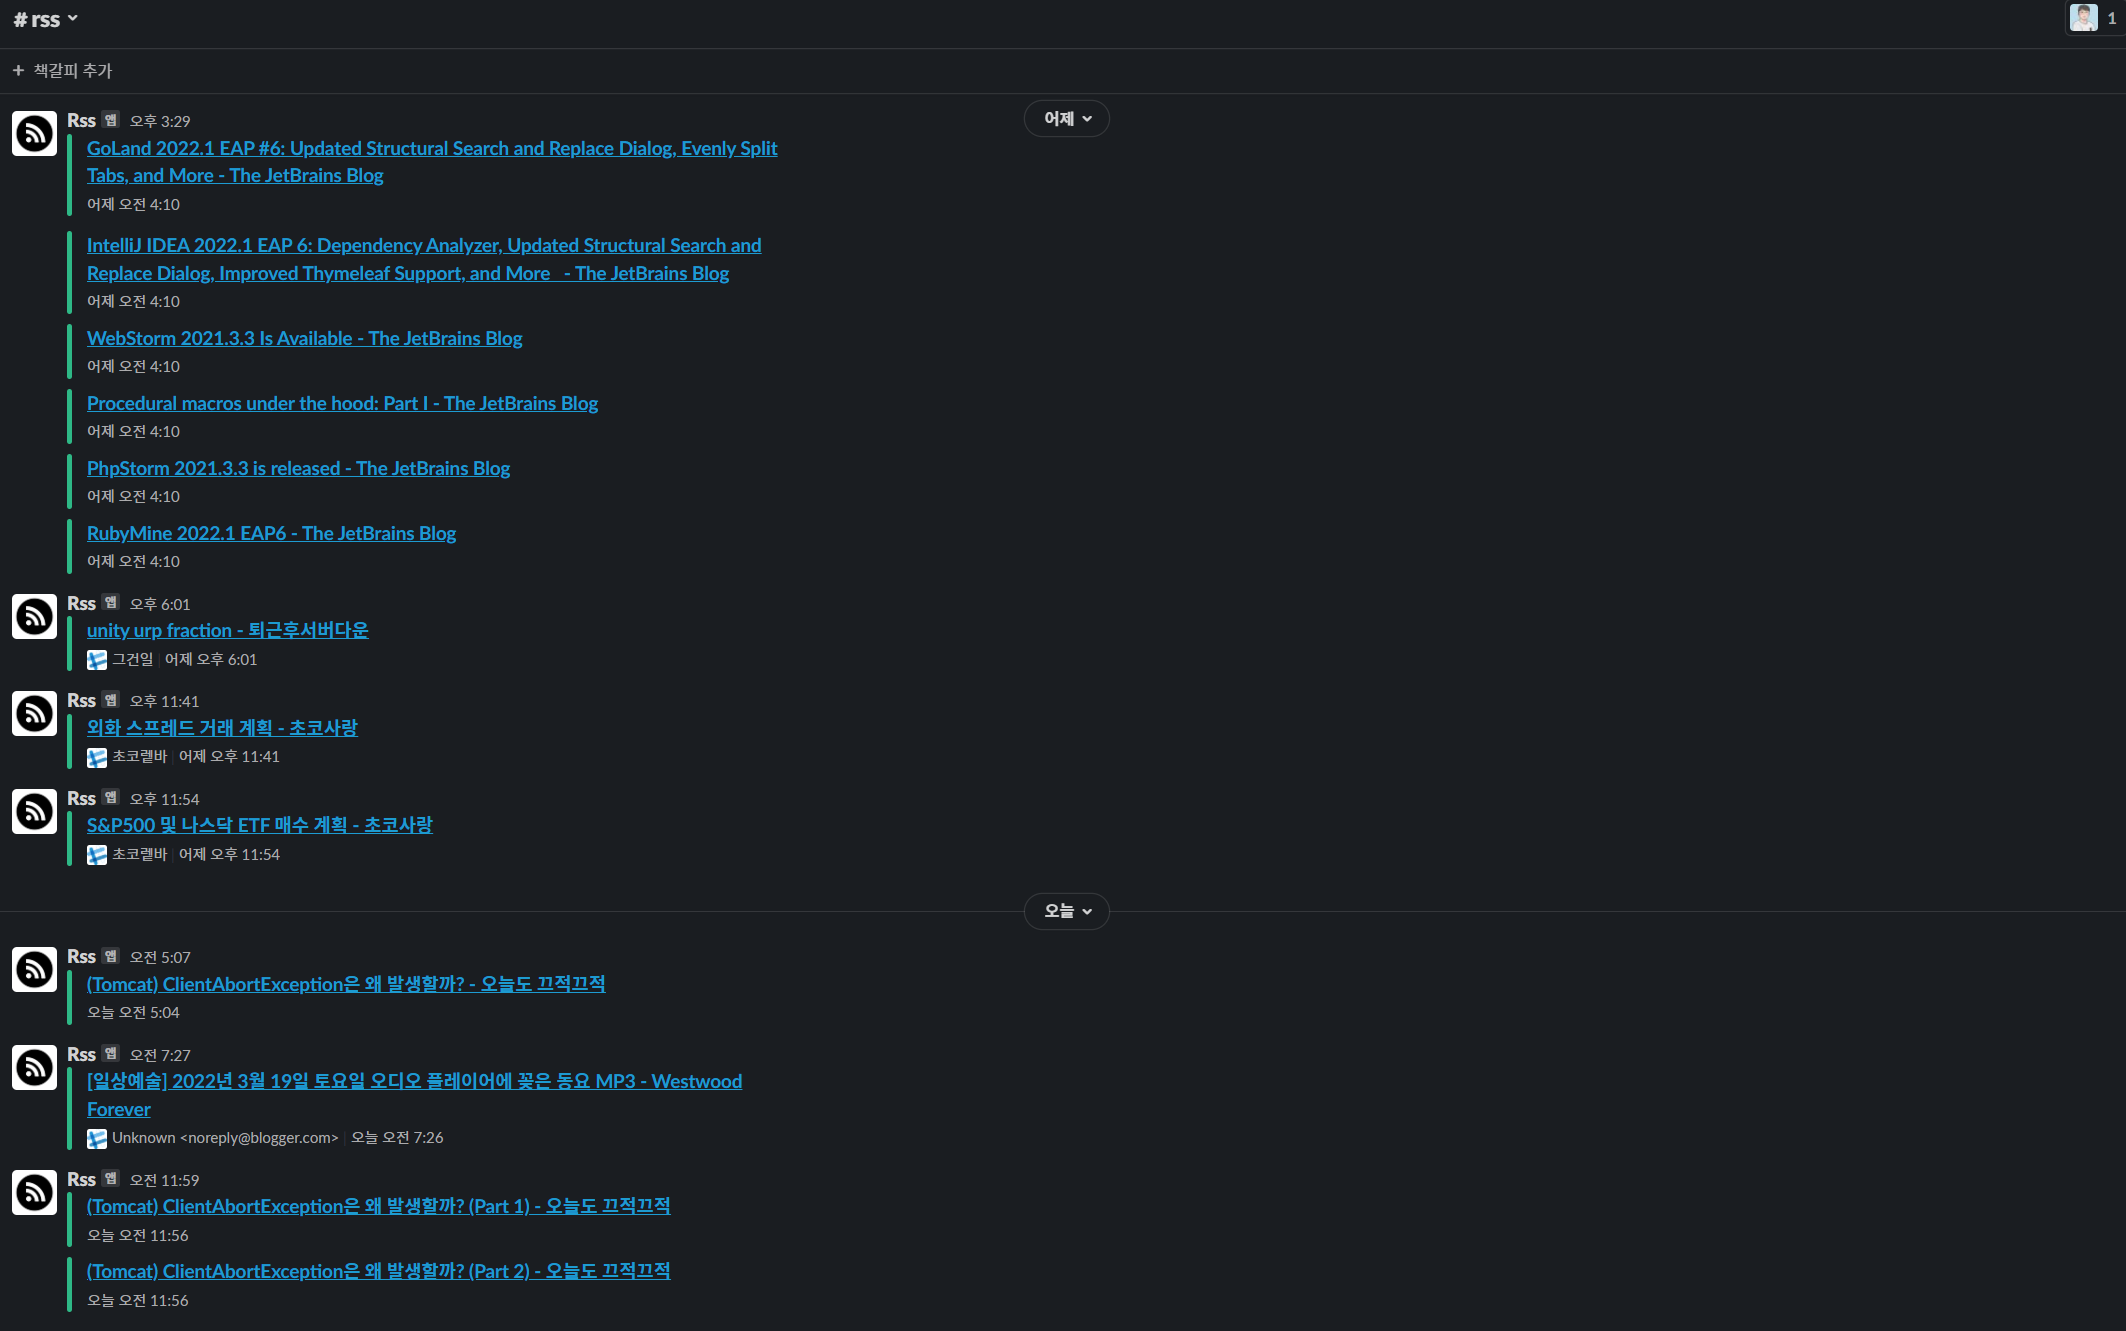 # rss
1
+ 책갈피 추가
어제
Rss 앱 오후 3:29
GoLand 2022.1 EAP #6: Updated Structural Search and Replace Dialog, Evenly Split
Tabs, and More - The JetBrains Blog
어제 오전 4:10
IntelliJ IDEA 2022.1 EAP 6: Dependency Analyzer, Updated Structural Search and
Replace Dialog, Improved Thymeleaf Support, and More - The JetBrains Blog
어제 오전 4:10
WebStorm 2021.3.3 Is Available - The JetBrains Blog
어제 오전 4:10
Procedural macros under the hood: Part I - The JetBrains Blog
어제 오전 4:10
PhpStorm 2021.3.3 is released - The JetBrains Blog
어제 오전 4:10
RubyMine 2022.1 EAP6 - The JetBrains Blog
어제 오전 4:10
Rss 앱 오후 6:01
unity urp fraction - 퇴근후서버다운
그건일 | 어제 오후 6:01
Rss 앱 오후 11:41
외화 스프레드 거래 계획 - 초코사랑
초코렡바 | 어제 오후 11:41
Rss 앱 오후 11:54
S&P500 및 나스닥 ETF 매수 계획 - 초코사랑
초코렡바 | 어제 오후 11:54
오늘
Rss 앱 오전 5:07
(Tomcat) ClientAbortException은 왜 발생할까? - 오늘도 끄적끄적
오늘 오전 5:04
Rss 앱 오전 7:27
[일상예술] 2022년 3월 19일 토요일 오디오 플레이어에 꽂은 동요 MP3 - Westwood
Forever
Unknown <noreply@blogger.com> | 오늘 오전 7:26
Rss 앱 오전 11:59
(Tomcat) ClientAbortException은 왜 발생할까? (Part 1) - 오늘도 끄적끄적
오늘 오전 11:56
(Tomcat) ClientAbortException은 왜 발생할까? (Part 2) - 오늘도 끄적끄적
오늘 오전 11:56